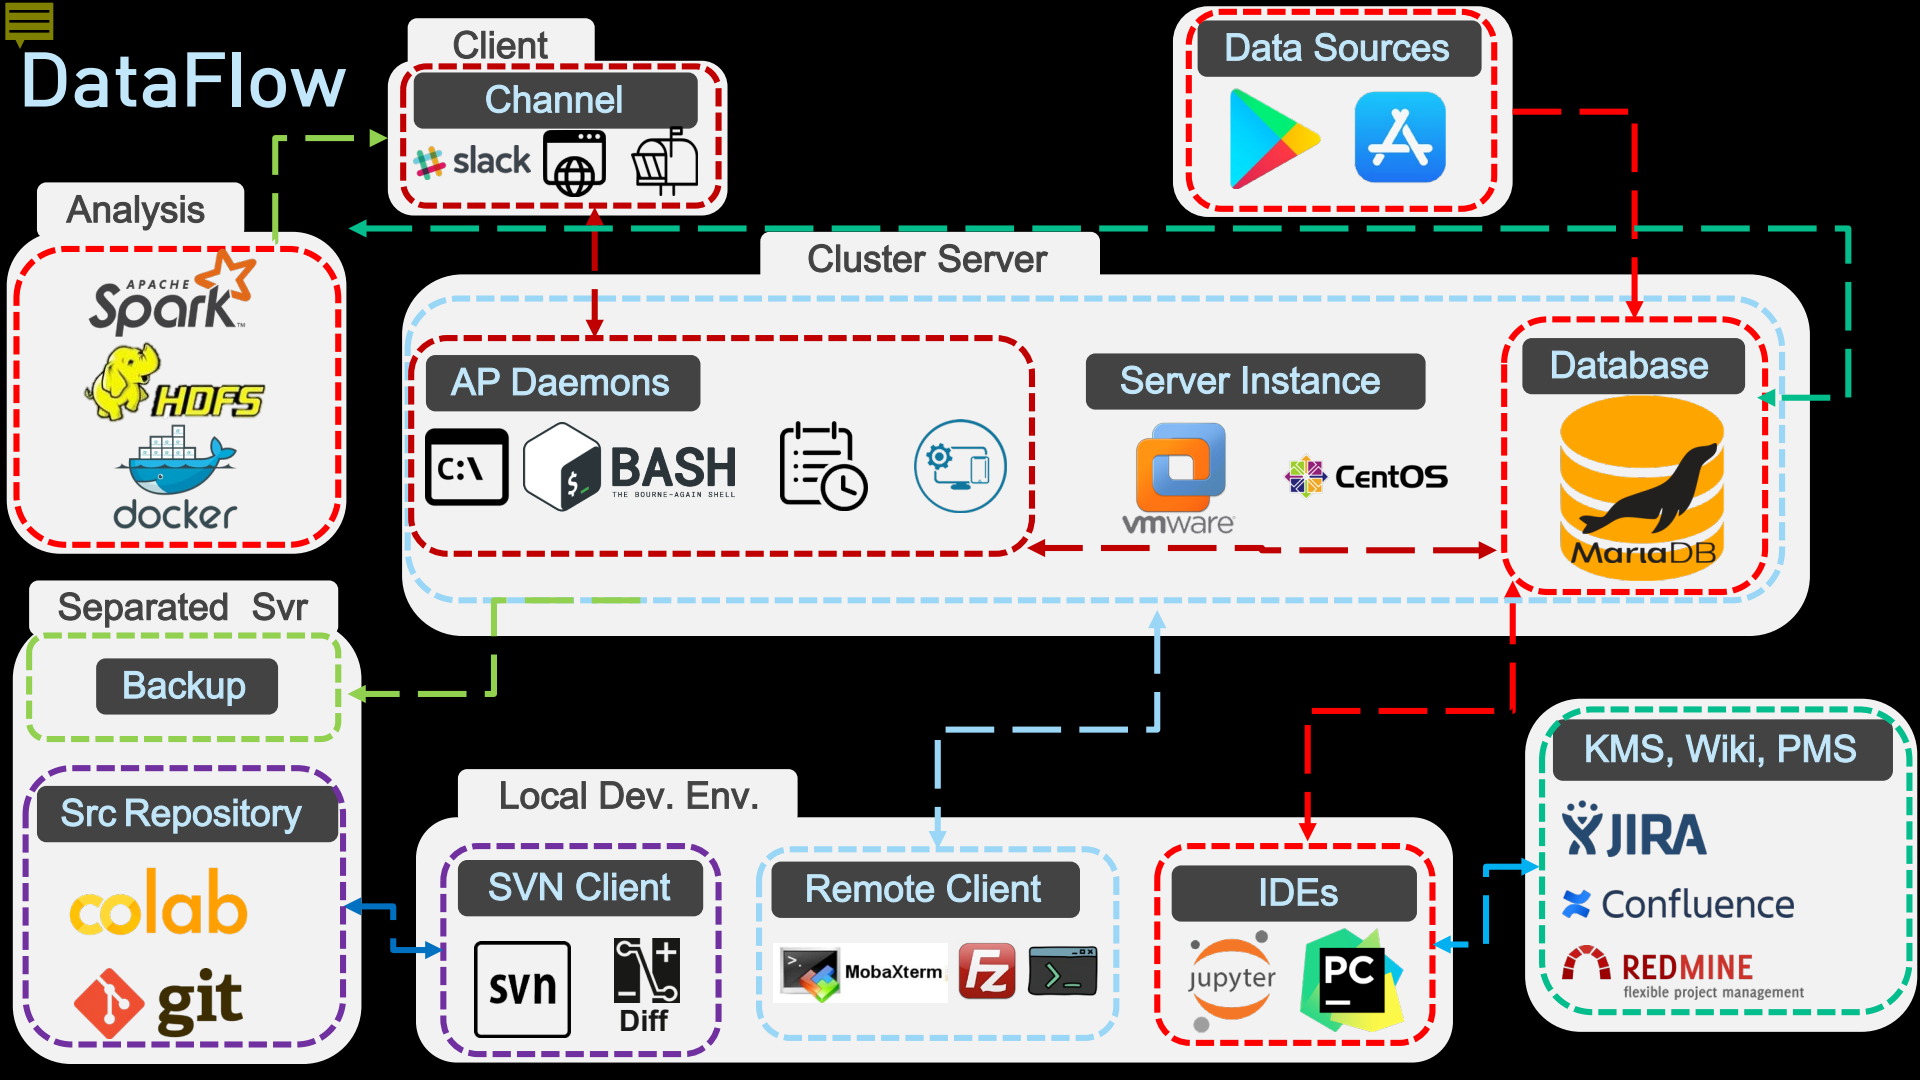 DataFlow
Client
Channel
slack
Data Sources
Analysis
APACHE
Spark™
HDFS
docker
Cluster Server
AP Daemons
C:\
$_
BASH
THE BOURNE-AGAIN SHELL
Server Instance
vmware®
CentOS
Database
MariaDB
Separated Svr
Backup
Src Repository
colab
git
Local Dev. Env.
SVN Client
svn
Diff
Remote Client
>_
MobaXterm
Fz
>_
IDEs
jupyter
PC
KMS, Wiki, PMS
JIRA
Confluence
REDMINE
flexible project management